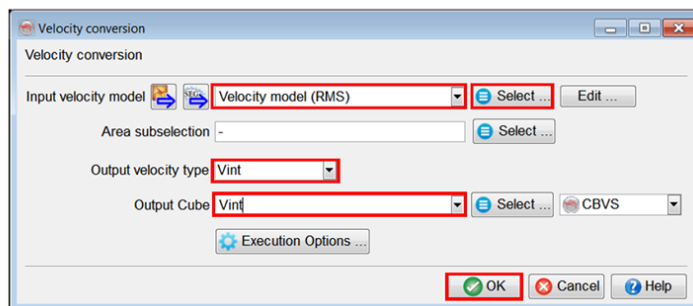 Velocity conversion
Velocity conversion
Input velocity model SEG Velocity model (RMS) Select ... Edit ...
Area subselection - Select ...
Output velocity type Vint
Output Cube Vint Select ... CBVS
Execution Options ...
OK Cancel Help